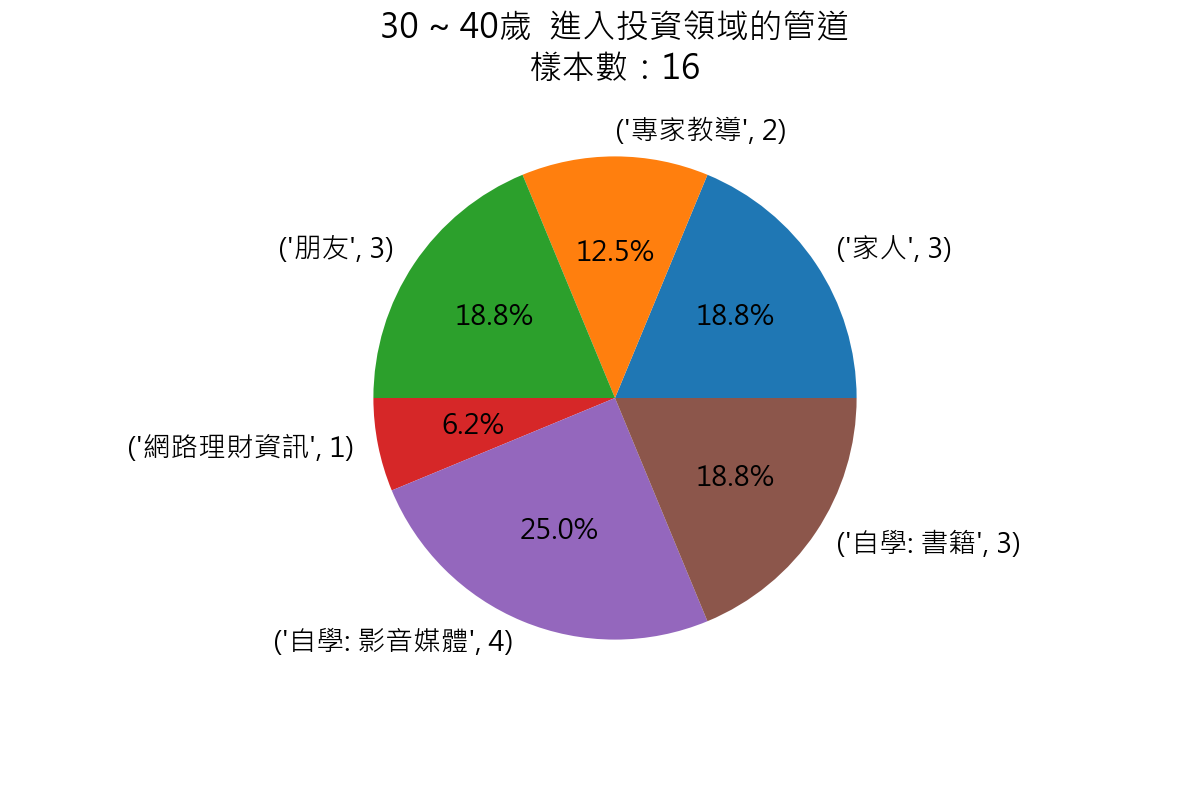 30 ~ 40歲 進入投資領域的管道
樣本數：16
('專家教導', 2)
('朋友', 3)
('家人', 3)
12.5%
18.8%
18.8%
6.2%
('網路理財資訊', 1)
18.8%
25.0%
('自學: 書籍', 3)
('自學: 影音媒體', 4)